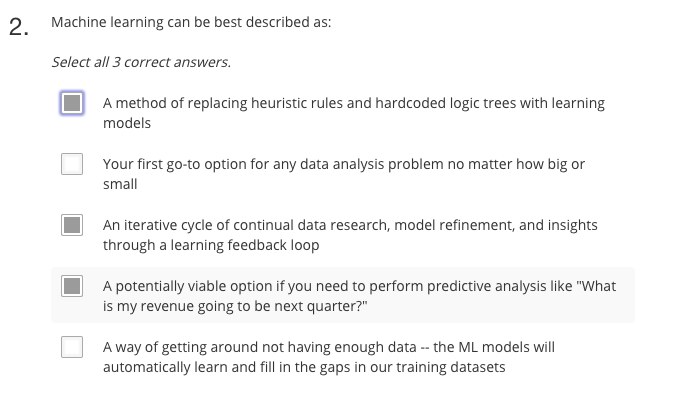 2. Machine learning can be best described as:
Select all 3 correct answers.
A method of replacing heuristic rules and hardcoded logic trees with learning
models
Your first go-to option for any data analysis problem no matter how big or
small
An iterative cycle of continual data research, model refinement, and insights
through a learning feedback loop
A potentially viable option if you need to perform predictive analysis like "What
is my revenue going to be next quarter?"
A way of getting around not having enough data -- the ML models will
automatically learn and fill in the gaps in our training datasets